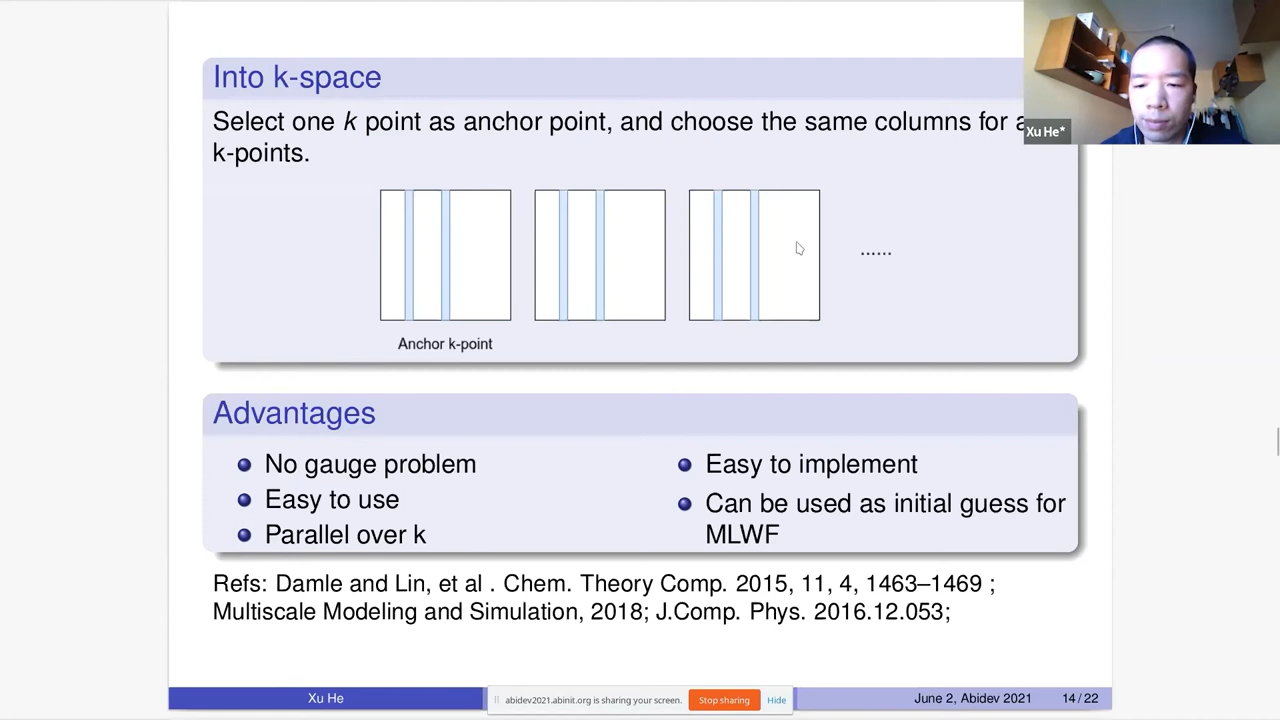 Into k-space
Select one k point as anchor point, and choose the same columns for a
k-points.
Xu He*
......
Anchor k-point
Advantages
No gauge problem
Easy to use
Parallel over k
Easy to implement
Can be used as initial guess for
MLWF
Refs: Damle and Lin, et al . Chem. Theory Comp. 2015, 11, 4, 1463–1469 ;
Multiscale Modeling and Simulation, 2018; J.Comp. Phys. 2016.12.053;
Xu He
abidev2021.abinit.org is sharing your screen.
Stop sharing
Hide
June 2, Abidev 2021
14 / 22